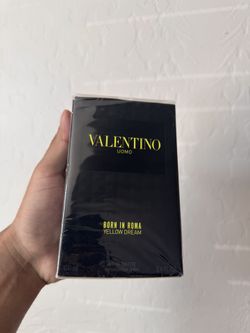 VALENTINO
UOMO
BORN IN ROMA
YELLOW DREAM